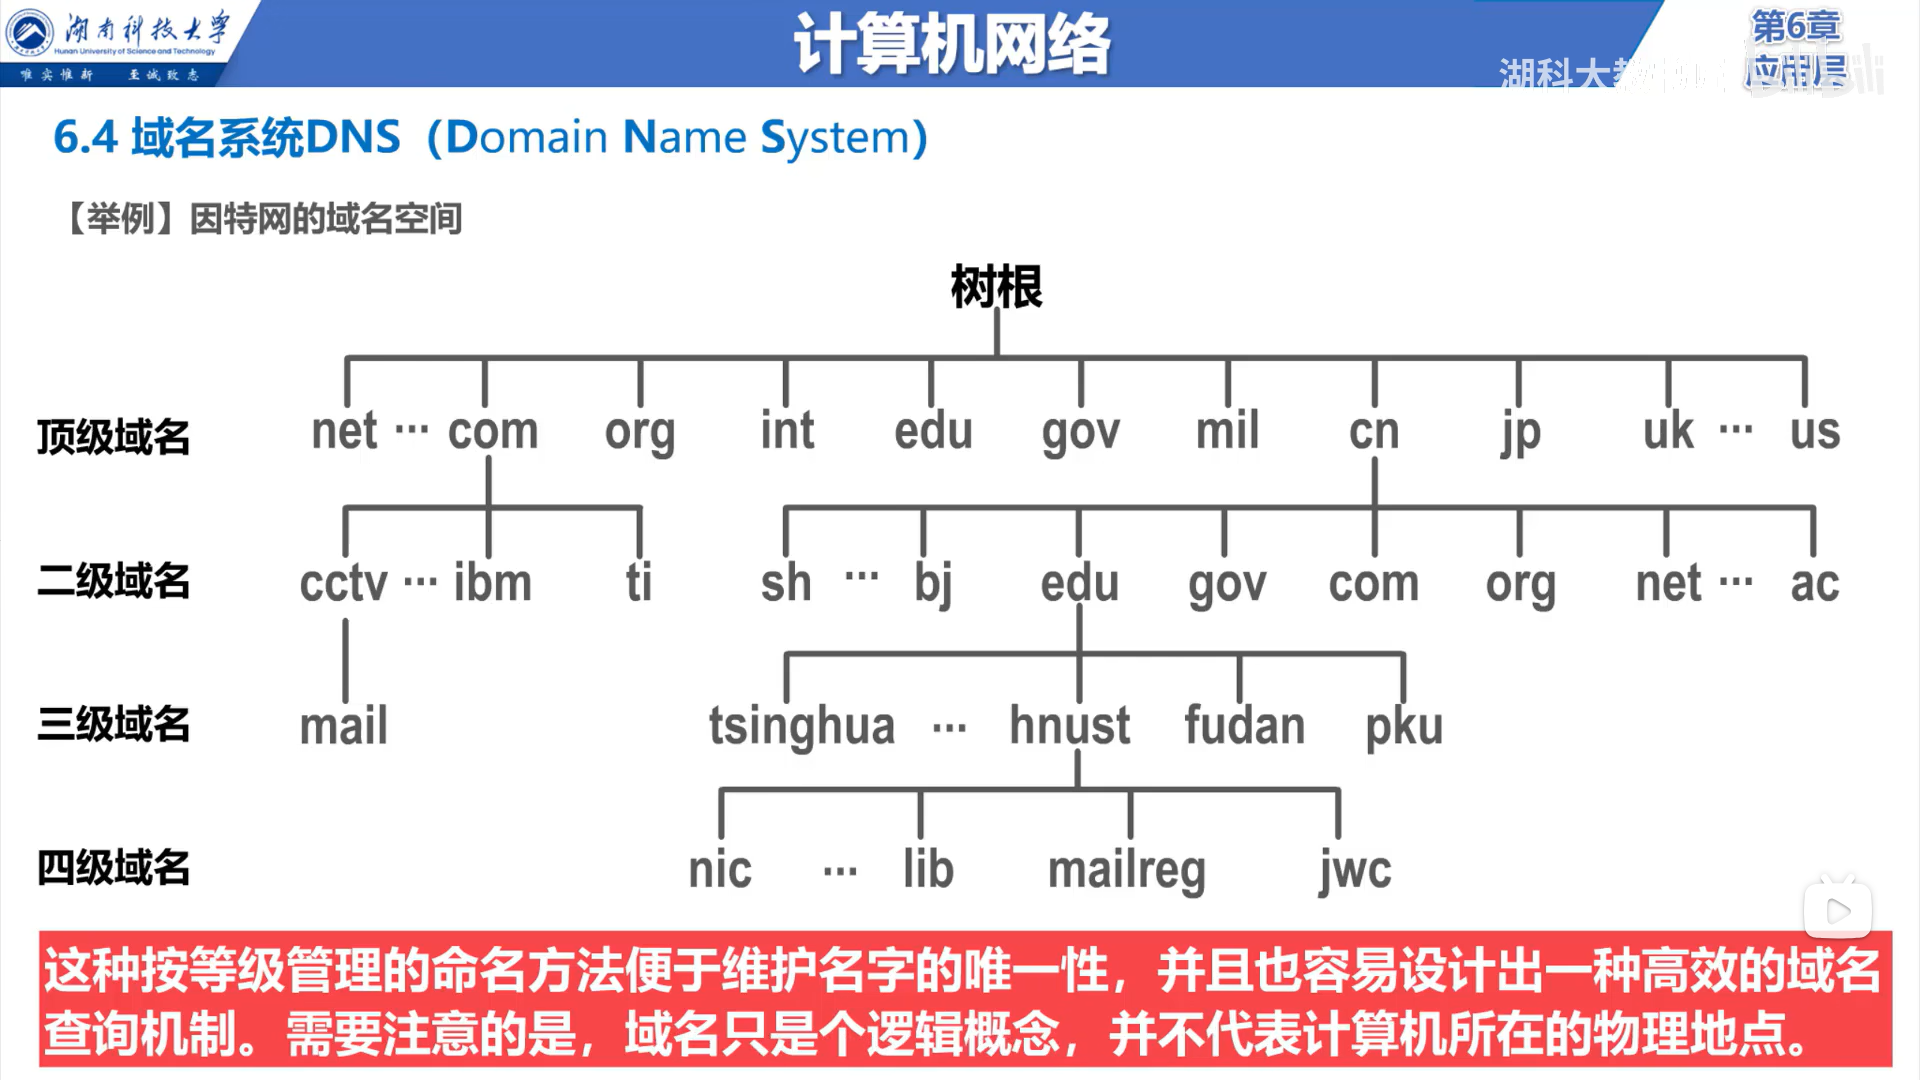 湖南科技大学
Hunan University of Science and Technology
唯实惟新 至诚致志
计算机网络
第6章
应用层
湖科大教
6.4 域名系统DNS（Domain Name System）
【举例】因特网的域名空间
树根
顶级域名 net ··· com org int edu gov mil cn jp uk ··· us
二级域名 cctv ··· ibm ti sh ··· bj edu gov com org net ··· ac
三级域名 mail tsinghua ··· hnust fudan pku
四级域名 nic ··· lib mailreg jwc
这种按等级管理的命名方法便于维护名字的唯一性，并且也容易设计出一种高效的域名
查询机制。需要注意的是，域名只是个逻辑概念，并不代表计算机所在的物理地点。